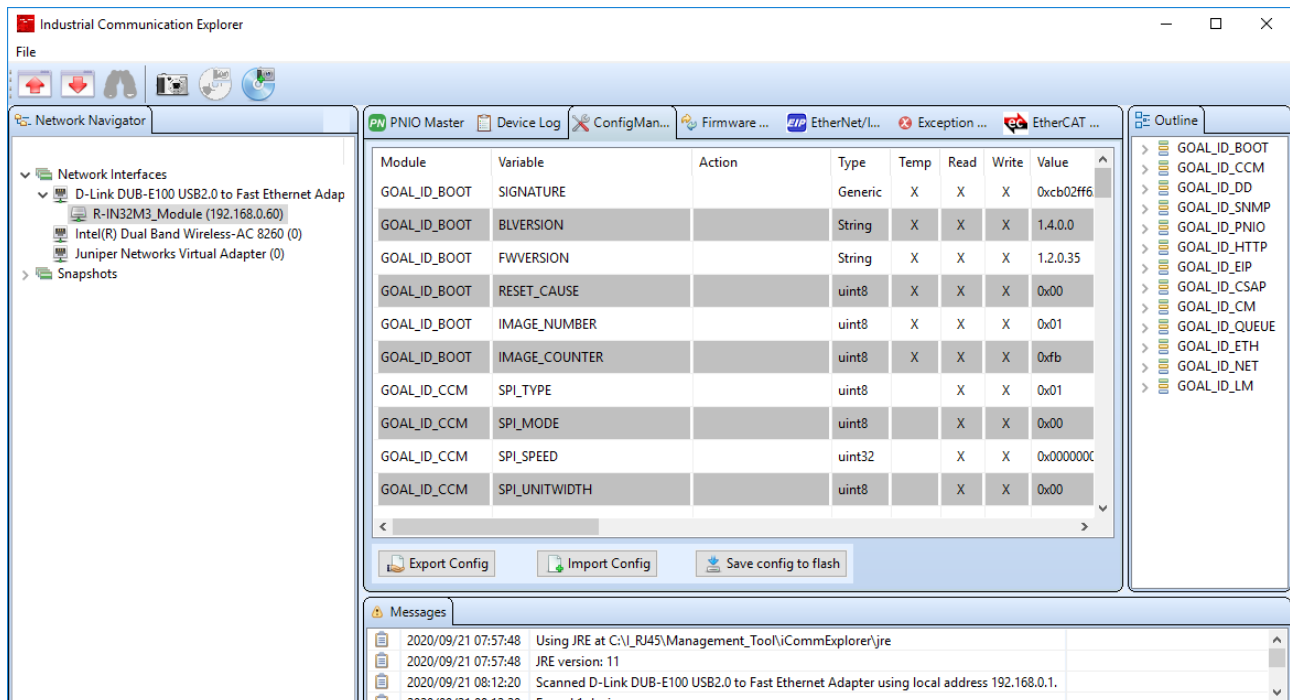 Industrial Communication Explorer
File
Network Navigator
Network Interfaces
D-Link DUB-E100 USB2.0 to Fast Ethernet Adap
R-IN32M3_Module (192.168.0.60)
Intel(R) Dual Band Wireless-AC 8260 (0)
Juniper Networks Virtual Adapter (0)
Snapshots
PN PNIO Master Device Log ConfigMan... Firmware ... EIP EtherNet/I... Exception ... ec EtherCAT ...
Module Variable Action Type Temp Read Write Value
GOAL_ID_BOOT SIGNATURE Generic X X X 0xcb02ff6
GOAL_ID_BOOT BLVERSION String X X X 1.4.0.0
GOAL_ID_BOOT FWVERSION String X X X 1.2.0.35
GOAL_ID_BOOT RESET_CAUSE uint8 X X X 0x00
GOAL_ID_BOOT IMAGE_NUMBER uint8 X X X 0x01
GOAL_ID_BOOT IMAGE_COUNTER uint8 X X X 0xfb
GOAL_ID_CCM SPI_TYPE uint8 X X 0x01
GOAL_ID_CCM SPI_MODE uint8 X X 0x00
GOAL_ID_CCM SPI_SPEED uint32 X X 0x0000000
GOAL_ID_CCM SPI_UNITWIDTH uint8 X X 0x00
Export Config Import Config Save config to flash
Outline
GOAL_ID_BOOT
GOAL_ID_CCM
GOAL_ID_DD
GOAL_ID_SNMP
GOAL_ID_PNIO
GOAL_ID_HTTP
GOAL_ID_EIP
GOAL_ID_CSAP
GOAL_ID_CM
GOAL_ID_QUEUE
GOAL_ID_ETH
GOAL_ID_NET
GOAL_ID_LM
Messages
2020/09/21 07:57:48 Using JRE at C:\I_RJ45\Management_Tool\iCommExplorer\jre
2020/09/21 07:57:48 JRE version: 11
2020/09/21 08:12:20 Scanned D-Link DUB-E100 USB2.0 to Fast Ethernet Adapter using local address 192.168.0.1.